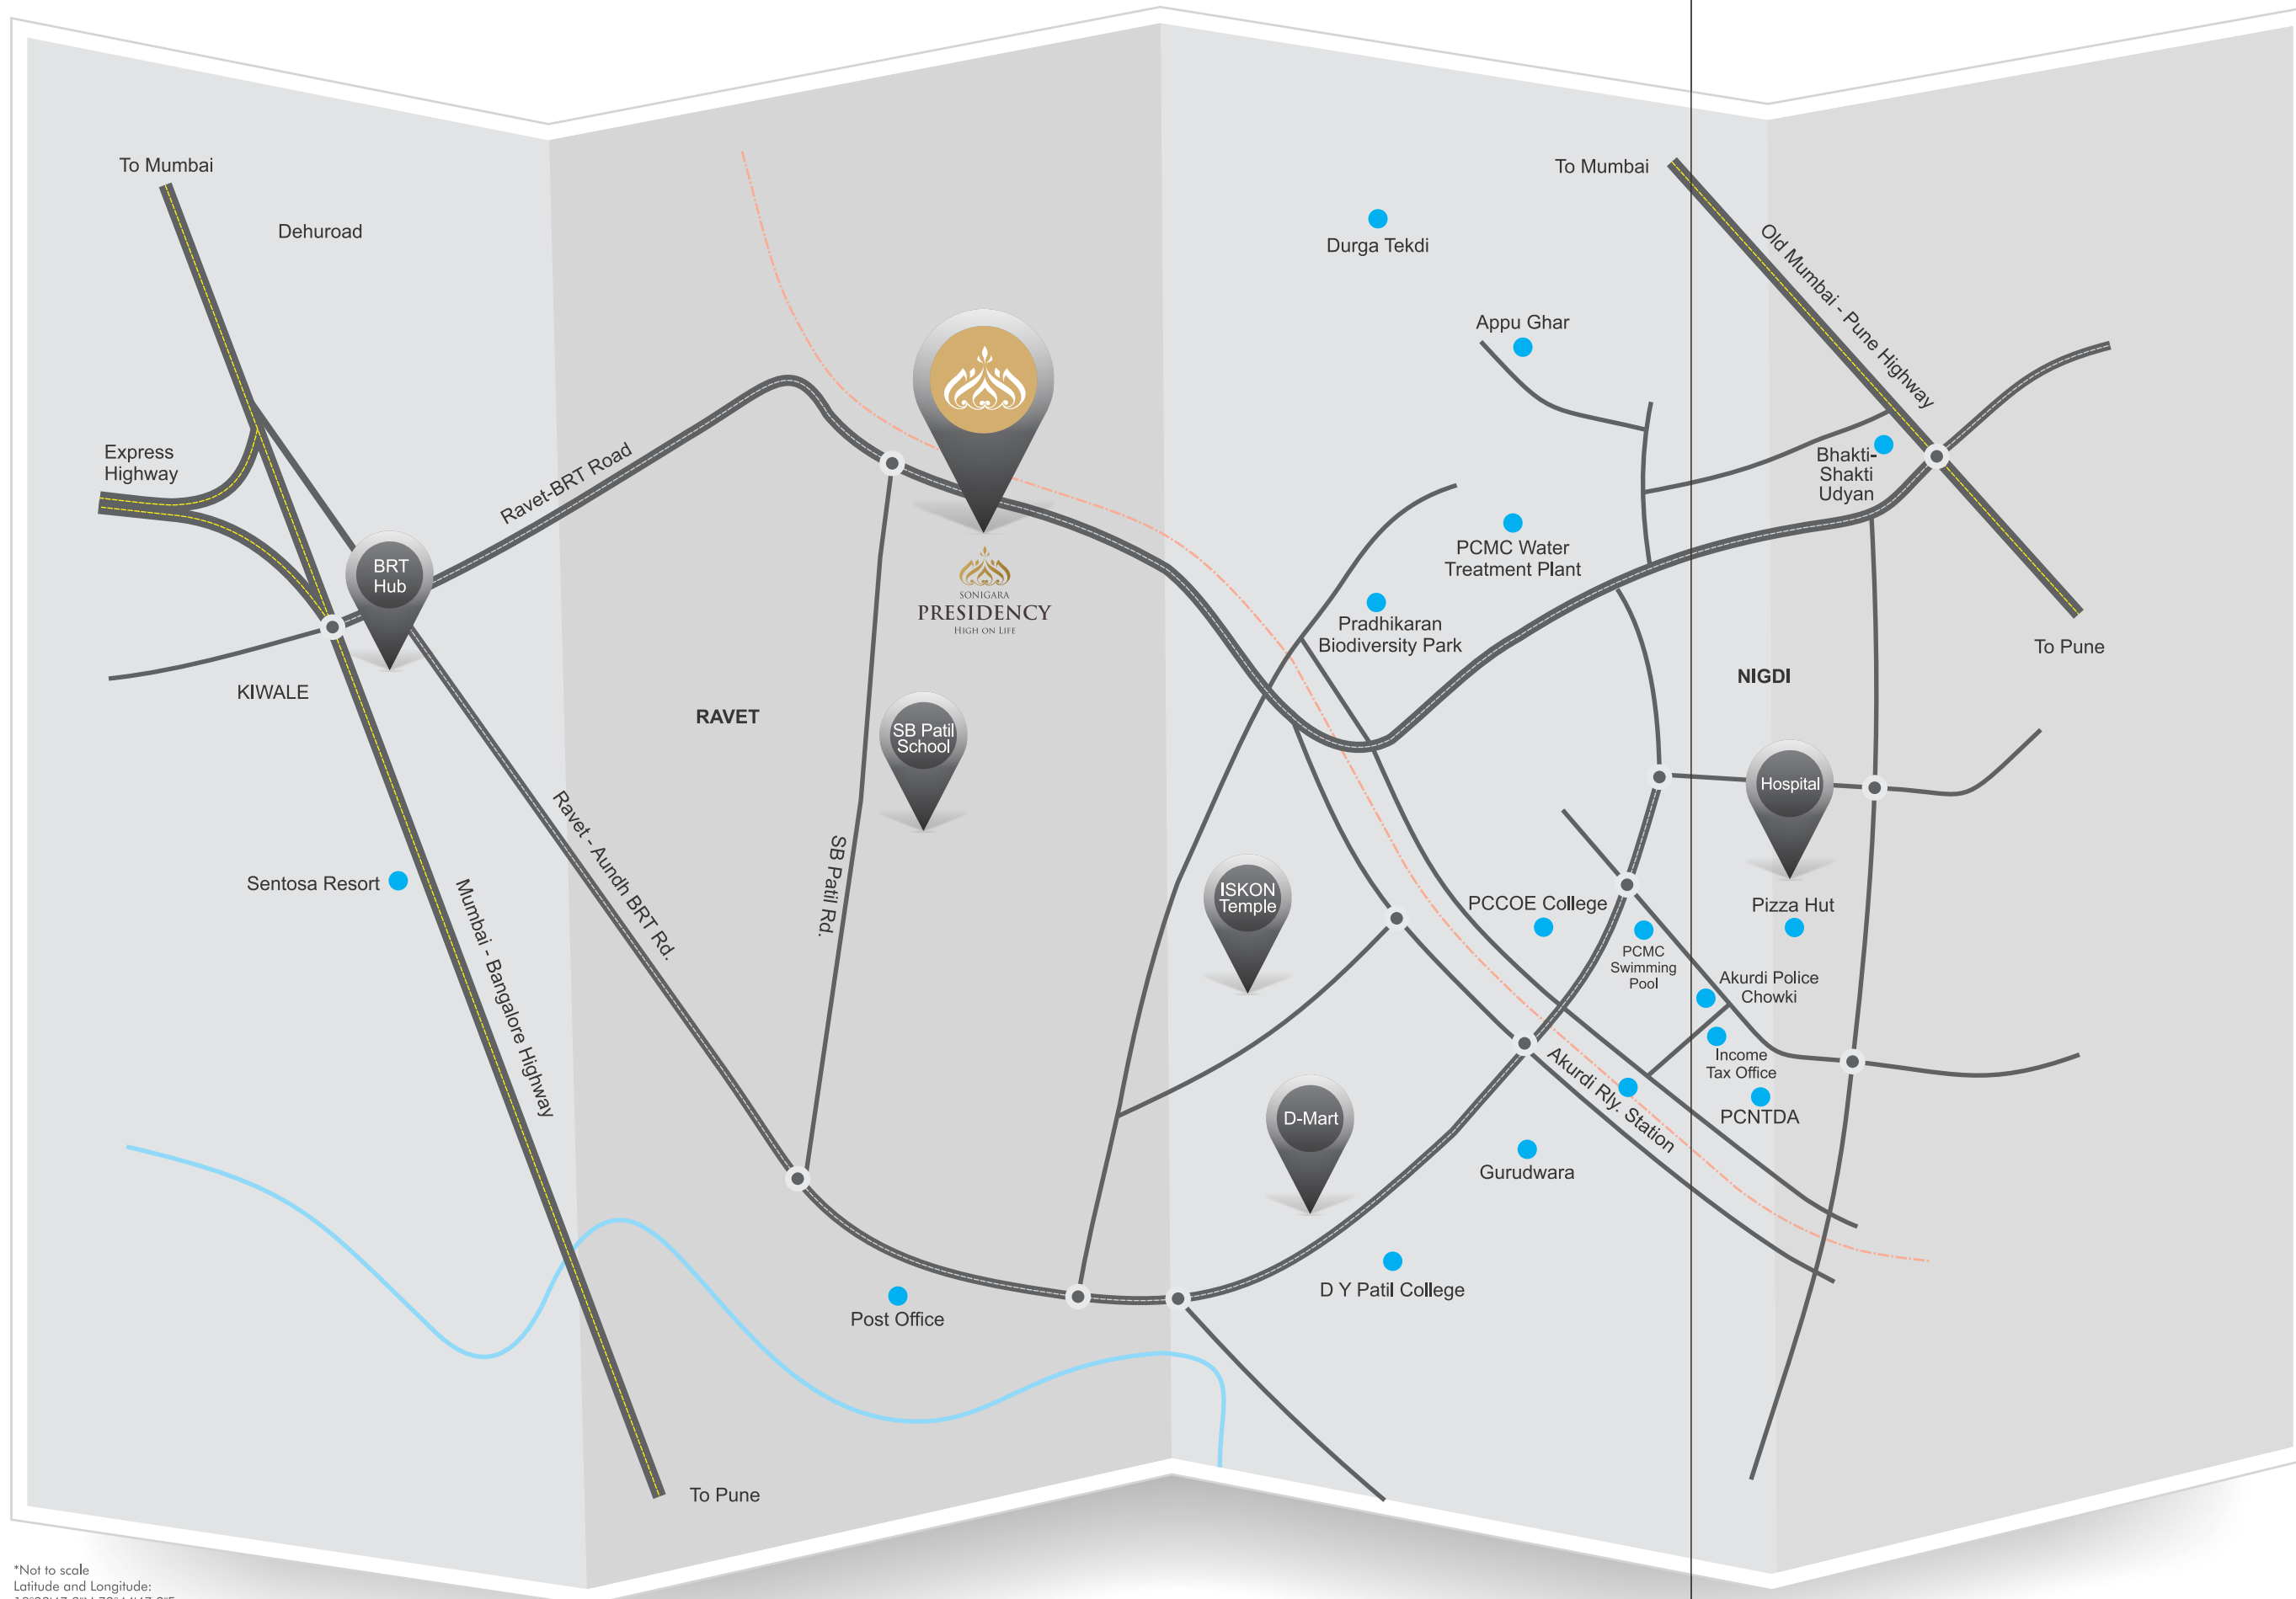 To Mumbai
Dehuroad
Express
Highway
BRT
Hub
KIWALE
Ravet-BRT Road
Sentosa Resort
Mumbai - Bangalore Highway
To Pune
Ravet - Aundh BRT Rd.
RAVET
SB Patil Rd.
SB Patil
School
SONIGARA
PRESIDENCY
HIGH ON LIFE
Post Office
Durga Tekdi
Appu Ghar
PCMC Water
Treatment Plant
Pradhikaran
Biodiversity Park
ISKON
Temple
D-Mart
D Y Patil College
Gurudwara
PCCOE College
PCMC
Swimming
Pool
Akurdi Rly. Station
To Mumbai
Old Mumbai - Pune Highway
Bhakti-
Shakti
Udyan
To Pune
NIGDI
Hospital
Pizza Hut
Akurdi Police
Chowki
Income
Tax Office
PCNTDA
*Not to scale
Latitude and Longitude: